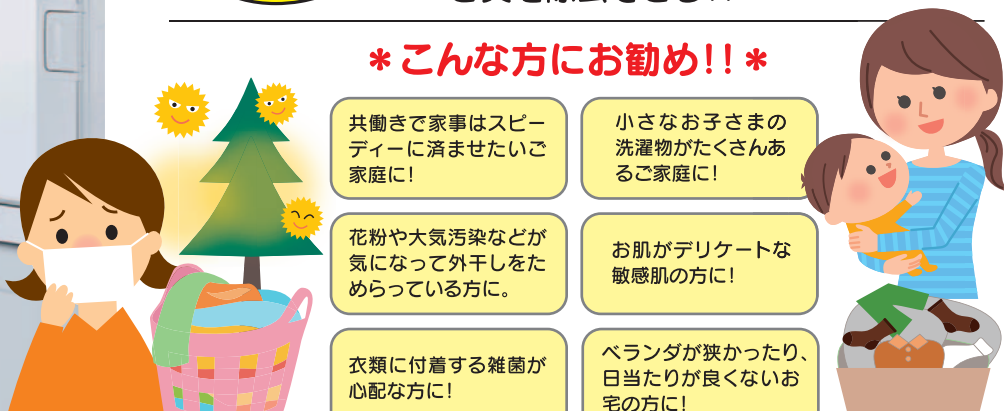 ＊こんな方にお勧め!!＊
共働きで家事はスピー
ディーに済ませたいご
家庭に!
小さなお子さまの
洗濯物がたくさんあ
るご家庭に!
花粉や大気汚染などが
気になって外干しをた
めらっている方に。
お肌がデリケートな
敏感肌の方に!
衣類に付着する雑菌が
心配な方に!
ベランダが狭かったり、
日当たりが良くないお
宅の方に!